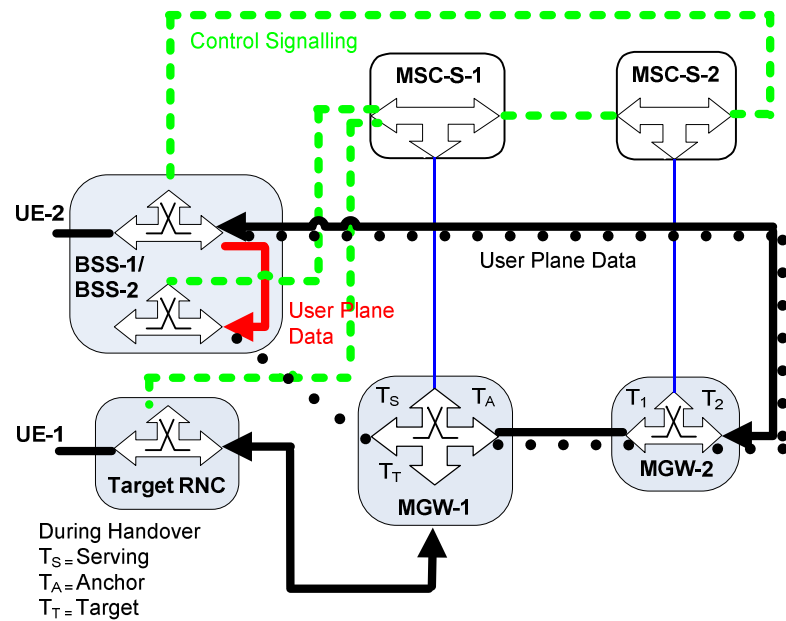 Control Signalling
MSC-S-1
MSC-S-2
UE-2
BSS-1/
BSS-2
User Plane Data
User Plane
Data
TS
TA
TT
MGW-1
T1
T2
MGW-2
UE-1
Target RNC
During Handover
TS = Serving
TA = Anchor
TT = Target